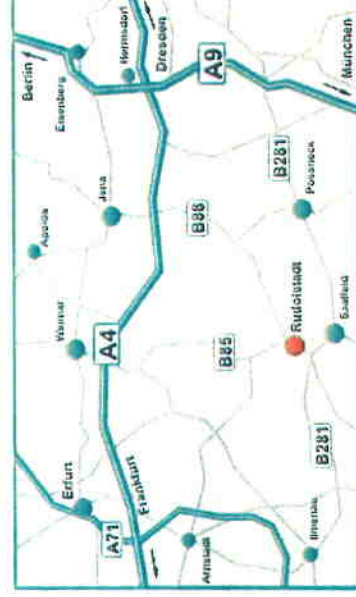 Berlin
Apolda
Eisenberg
Weimar
Erfurt
Jena
Hermsdorf
A4
A71
Frankfurt
Dresden
B88
Arnstadt
A9
B85
B281
Rudolstadt
Ilmenau
Pössneck
B281
Saalfeld
München